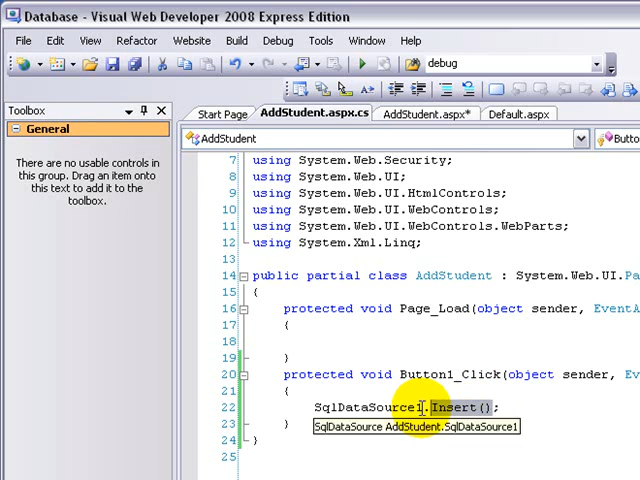 Database - Visual Web Developer 2008 Express Edition
File Edit View Refactor Website Build Debug Tools Window Help
debug
Toolbox
Start Page AddStudent.aspx.cs AddStudent.aspx* Default.aspx
General
AddStudent
Button
There are no usable controls in
this group. Drag an item onto
this text to add it to the
toolbox.
7 using System.Web.Security;
8 using System.Web.UI;
9 using System.Web.UI.HtmlControls;
10 using System.Web.UI.WebControls;
11 using System.Web.UI.WebControls.WebParts;
12 using System.Xml.Linq;
13
14 public partial class AddStudent : System.Web.UI.Pa
15 {
16 protected void Page_Load(object sender, EventA
17 {
18
19 }
20 protected void Button1_Click(object sender, Ev
21 {
22 SqlDataSource1.Insert();
23 }
SqlDataSource AddStudent.SqlDataSource1
24 }
25